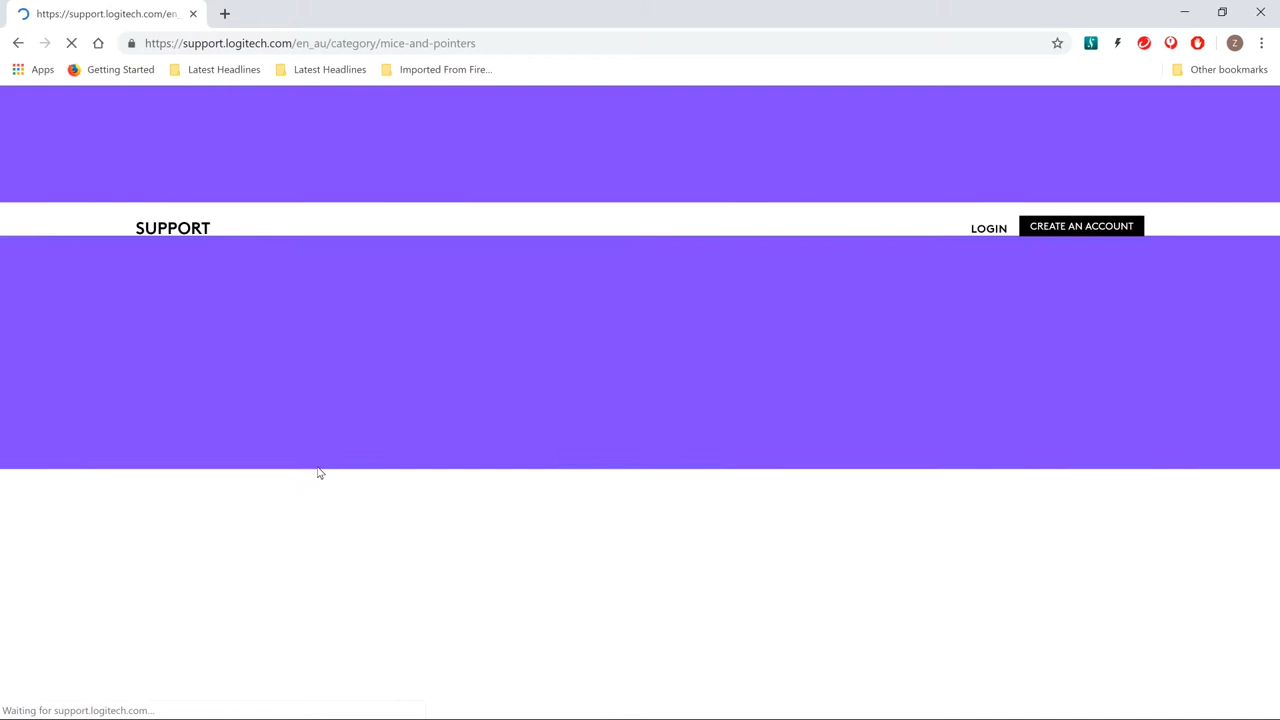 https://support.logitech.com/en_
https://support.logitech.com/en_au/category/mice-and-pointers
Z
Apps
Getting Started
Latest Headlines
Latest Headlines
Imported From Fire...
Other bookmarks
SUPPORT
LOGIN
CREATE AN ACCOUNT
Waiting for support.logitech.com...